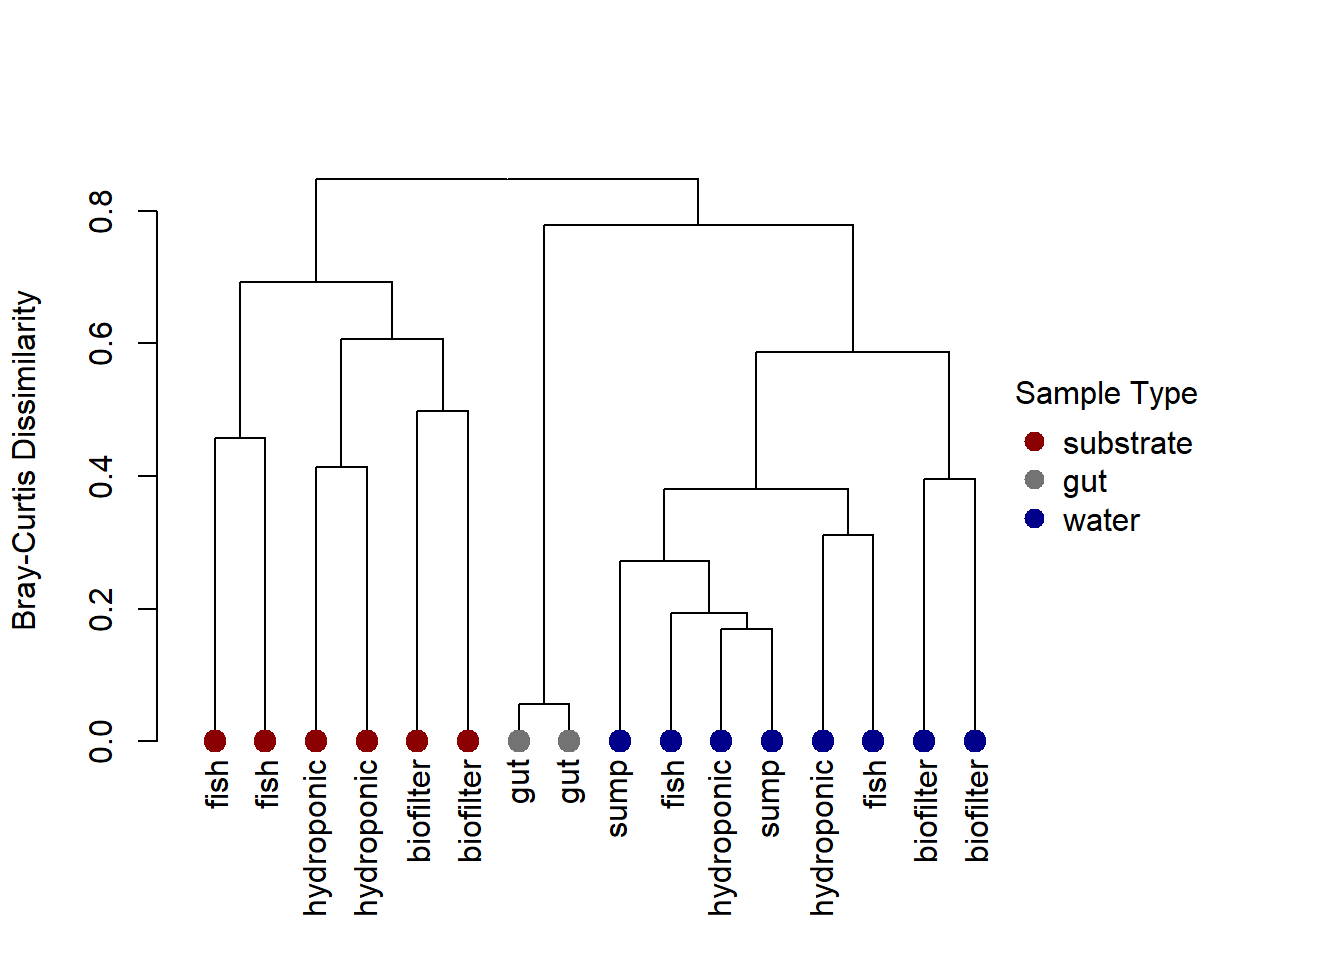 Bray-Curtis Dissimilarity
0.8
0.6
0.4
0.2
0.0
Sample Type
substrate
gut
water
fish
fish
hydroponic
hydroponic
biofilter
biofilter
gut
gut
sump
fish
hydroponic
sump
hydroponic
fish
biofilter
biofilter